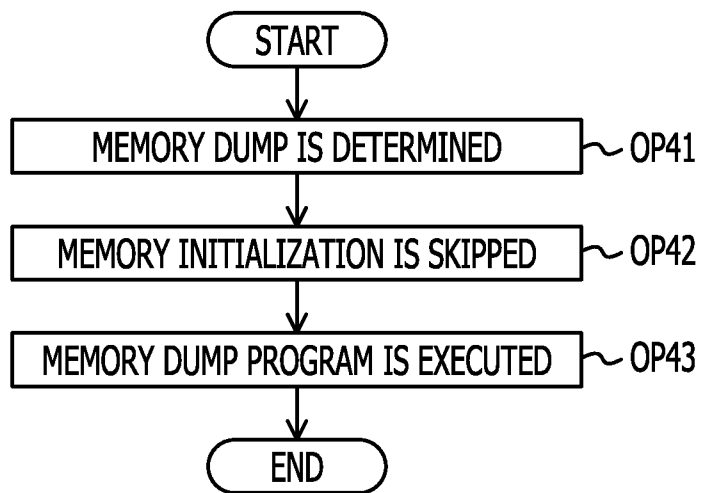 START
MEMORY DUMP IS DETERMINED
OP41
MEMORY INITIALIZATION IS SKIPPED
OP42
MEMORY DUMP PROGRAM IS EXECUTED
OP43
END